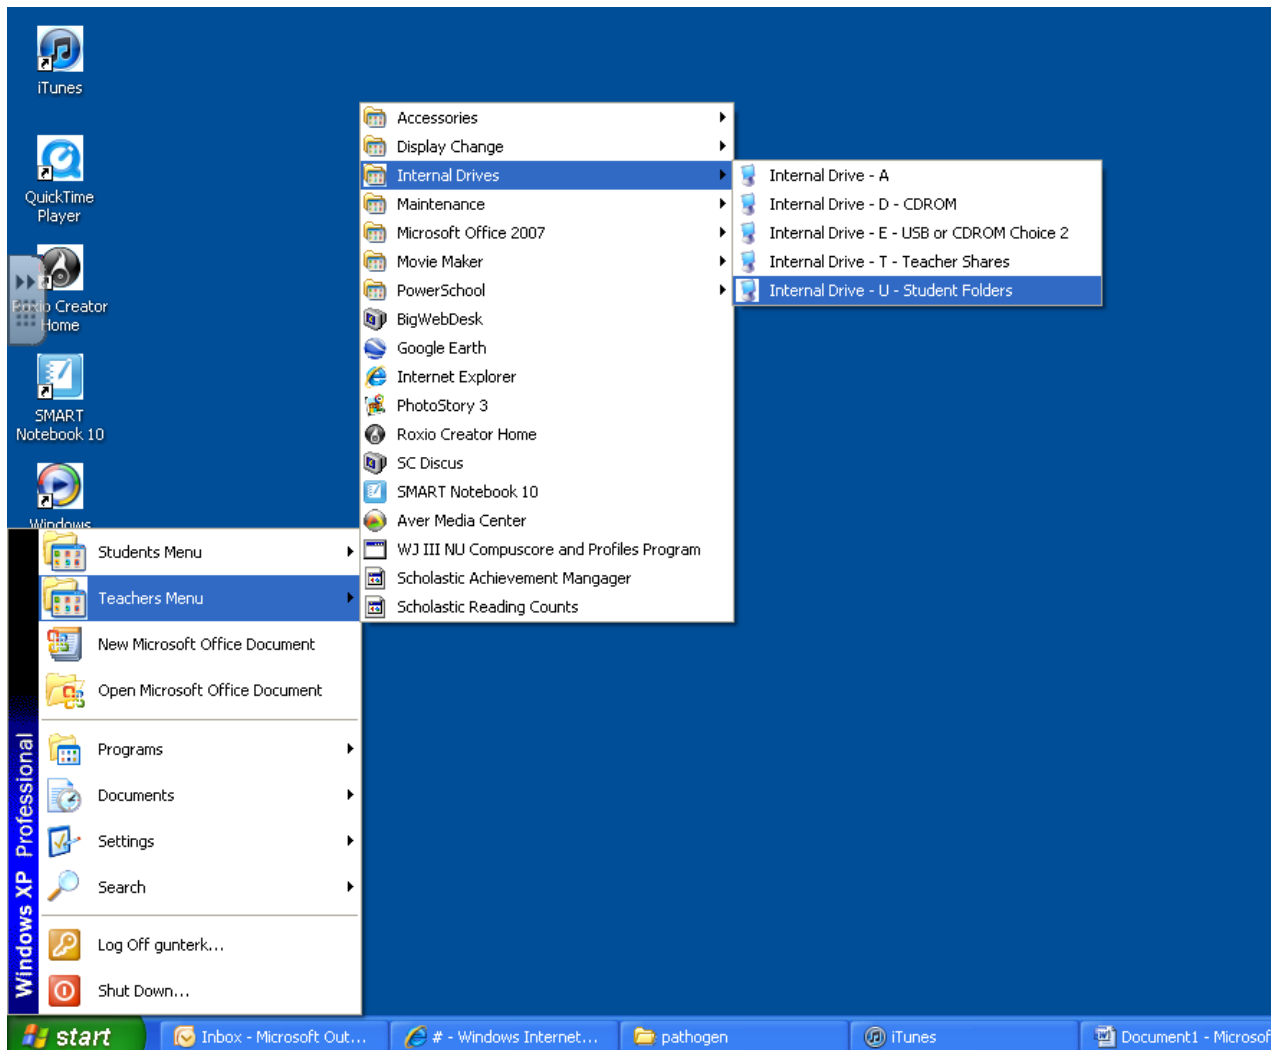 iTunes
QuickTime
Player
Roxio Creator
Home
SMART
Notebook 10
Windows
Accessories
Display Change
Internal Drives
Maintenance
Microsoft Office 2007
Movie Maker
PowerSchool
BigWebDesk
Google Earth
Internet Explorer
PhotoStory 3
Roxio Creator Home
SC Discus
SMART Notebook 10
Aver Media Center
WJ III NU Compuscore and Profiles Program
Scholastic Achievement Mangager
Scholastic Reading Counts
Internal Drive - A
Internal Drive - D - CDROM
Internal Drive - E - USB or CDROM Choice 2
Internal Drive - T - Teacher Shares
Internal Drive - U - Student Folders
Students Menu
Teachers Menu
New Microsoft Office Document
Open Microsoft Office Document
Programs
Documents
Settings
Search
Log Off gunterk...
Shut Down...
Windows XP Professional
start
Inbox - Microsoft Out...
# - Windows Internet...
pathogen
iTunes
Document1 - Microsof